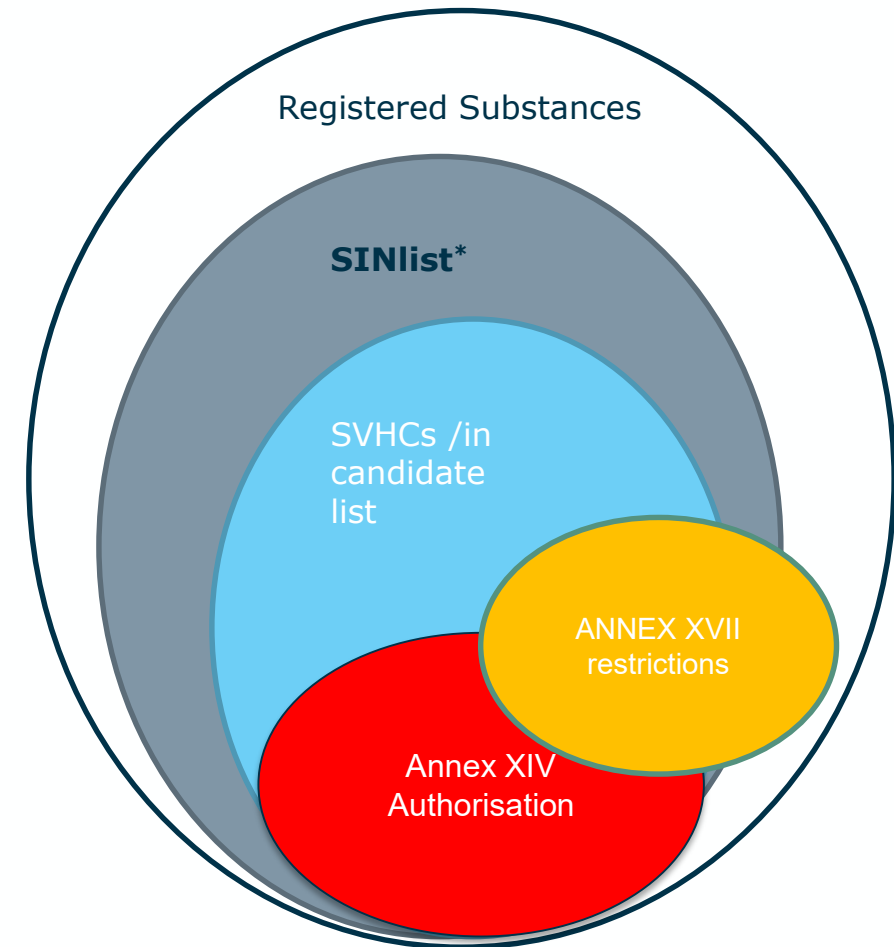 Registered Substances
SINlist*
SVHCs /in
candidate
list
ANNEX XVII
restrictions
Annex XIV
Authorisation